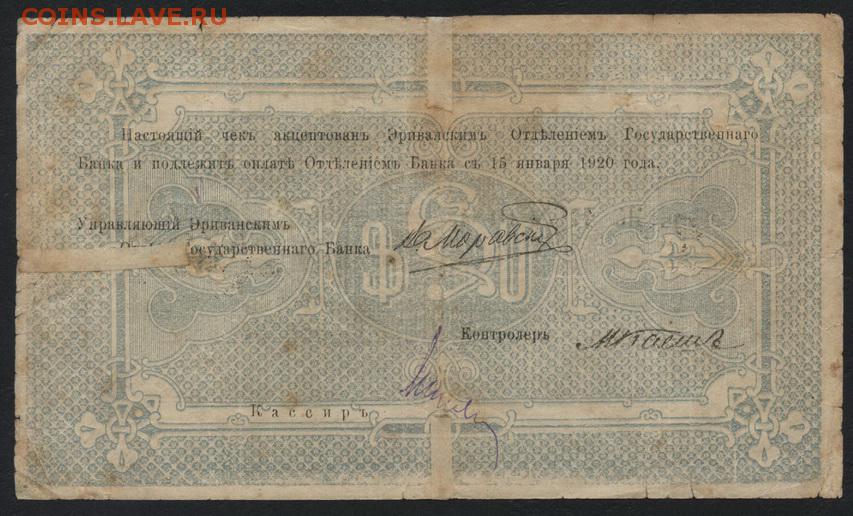 COINS.LAVE.RU
Настоящій чекъ акцептованъ Эриванскимъ Отдѣленіемъ Государственнаго
Банка и подлежитъ оплатѣ Отдѣленіемъ Банка съ 15 января 1920 года.
Управляющій Эриванскимъ
Государственнаго Банка
Контролеръ
Кассиръ